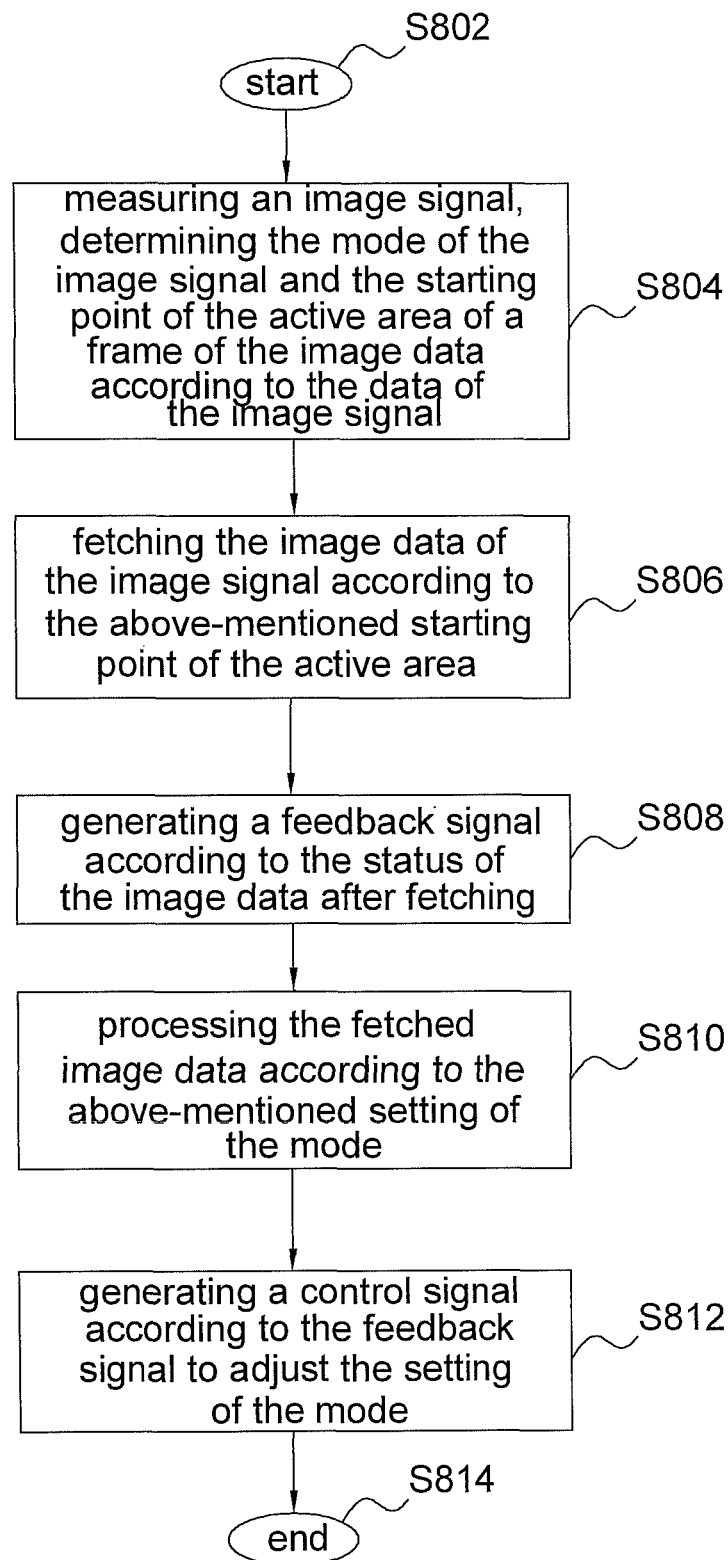 S802
start
measuring an image signal,
determining the mode of the
image signal and the starting
point of the active area of a
frame of the image data
according to the data of
the image signal
S804
fetching the image data of
the image signal according to
the above-mentioned starting
point of the active area
S806
generating a feedback signal
according to the status of
the image data after fetching
S808
processing the fetched
image data according to the
above-mentioned setting of
the mode
S810
generating a control signal
according to the feedback
signal to adjust the setting
of the mode
S812
S814
end